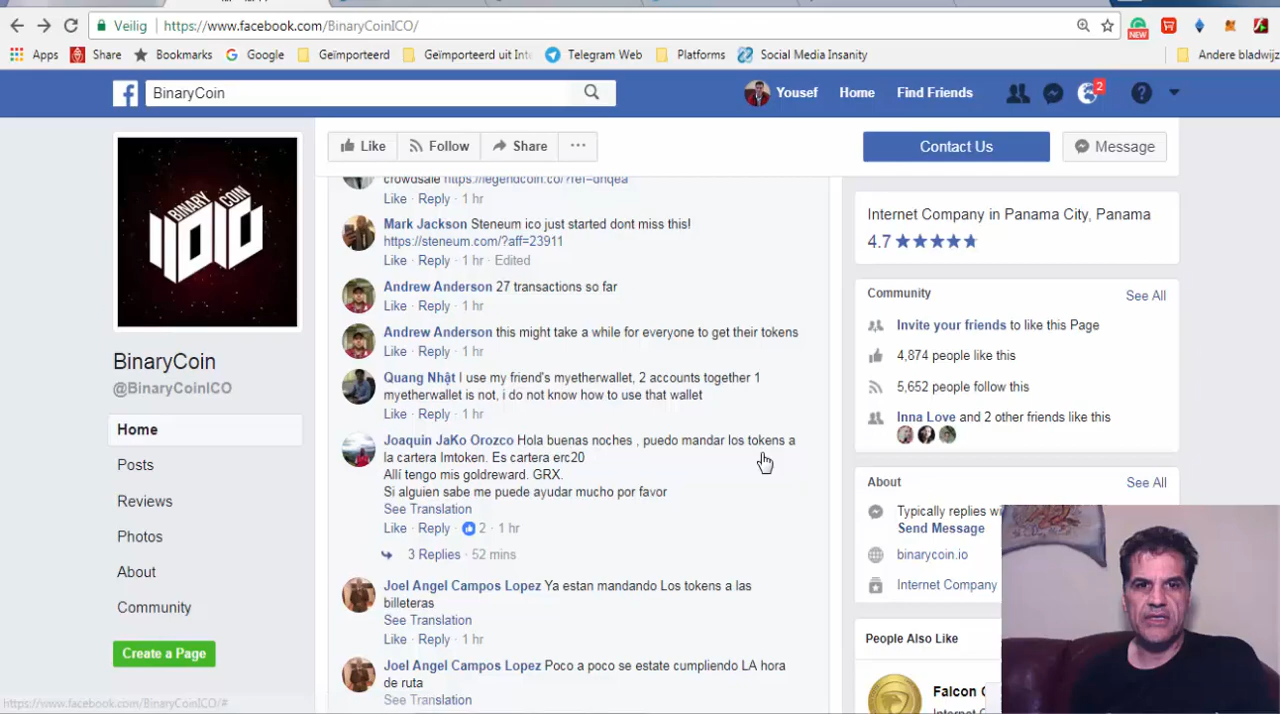 Veilig
https://www.facebook.com/BinaryCoinICO/
NEW
Apps
Share
Bookmarks
Google
Geïmporteerd
Geïmporteerd uit Inte
Telegram Web
Platforms
Social Media Insanity
Andere bladwijz
BinaryCoin
Yousef
Home
Find Friends
2
BINARY COIN
Like
Follow
Share
Contact Us
Message
crowdsale https://legendcoin.co/?ref=dhqea
Like · Reply · 1 hr
Mark Jackson Steneum ico just started dont miss this!
https://steneum.com/?aff=23911
Like · Reply · 1 hr · Edited
Andrew Anderson 27 transactions so far
Like · Reply · 1 hr
Andrew Anderson this might take a while for everyone to get their tokens
Like · Reply · 1 hr
Quang Nhật I use my friend's myetherwallet, 2 accounts together 1
myetherwallet is not, i do not know how to use that wallet
Like · Reply · 1 hr
Joaquin JaKo Orozco Hola buenas noches , puedo mandar los tokens a
la cartera Imtoken. Es cartera erc20
Allí tengo mis goldreward. GRX.
Si alguien sabe me puede ayudar mucho por favor
See Translation
Like · Reply · 2 · 1 hr
3 Replies · 52 mins
Joel Angel Campos Lopez Ya estan mandando Los tokens a las
billeteras
See Translation
Like · Reply · 1 hr
Joel Angel Campos Lopez Poco a poco se estate cumpliendo LA hora
de ruta
See Translation
BinaryCoin
@BinaryCoinICO
Home
Posts
Reviews
Photos
About
Community
Create a Page
https://www.facebook.com/BinaryCoinICO/#
Internet Company in Panama City, Panama
4.7
Community
See All
Invite your friends to like this Page
4,874 people like this
5,652 people follow this
Inna Love and 2 other friends like this
About
See All
Typically replies wi
Send Message
binarycoin.io
Internet Company
People Also Like
Falcon